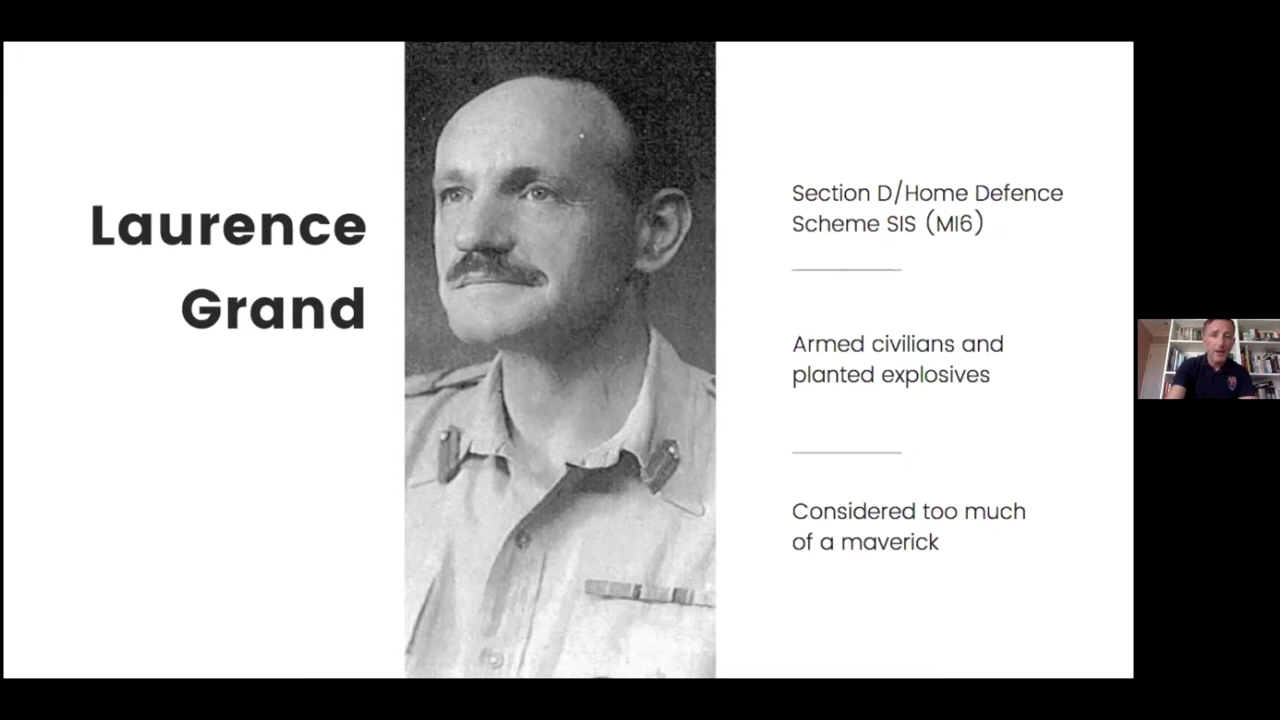 Laurence
Grand
Section D/Home Defence
Scheme SIS (MI6)
Armed civilians and
planted explosives
Considered too much
of a maverick